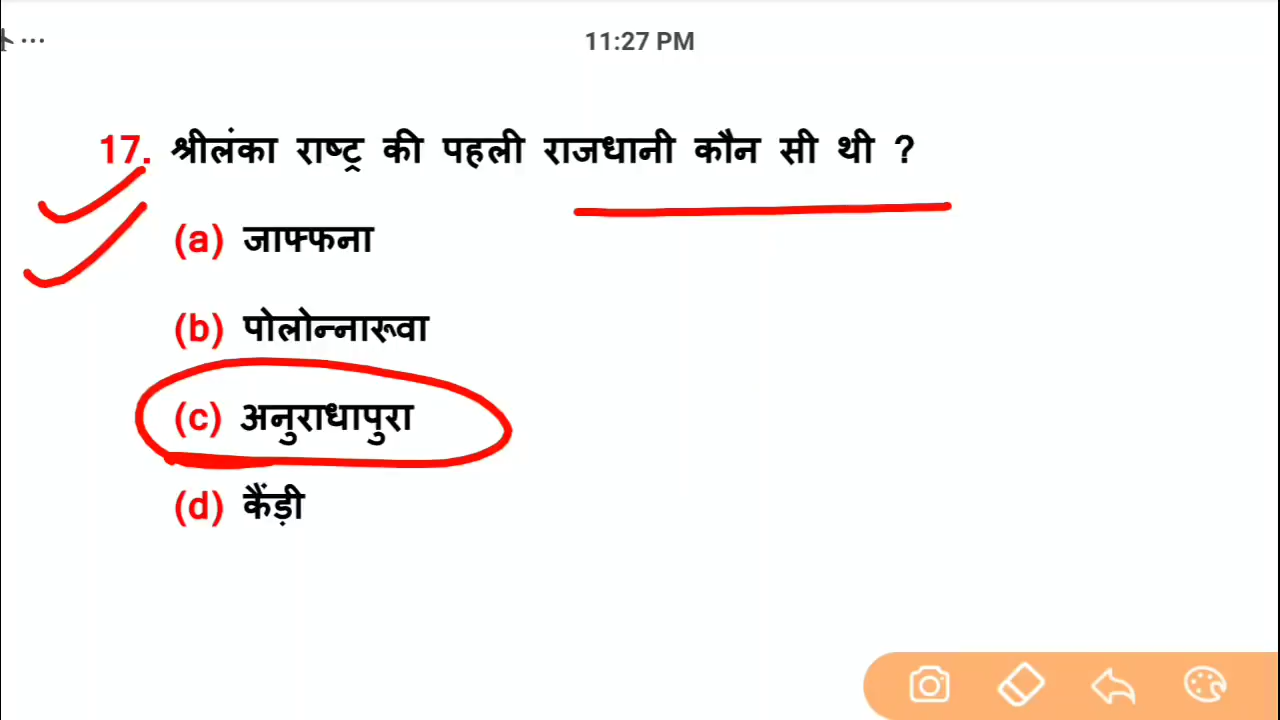 11:27 PM
17. श्रीलंका राष्ट्र की पहली राजधानी कौन सी थी ?
(a) जाफ्फना
(b) पोलोन्नारूवा
(c) अनुराधापुरा
(d) कैंड़ी